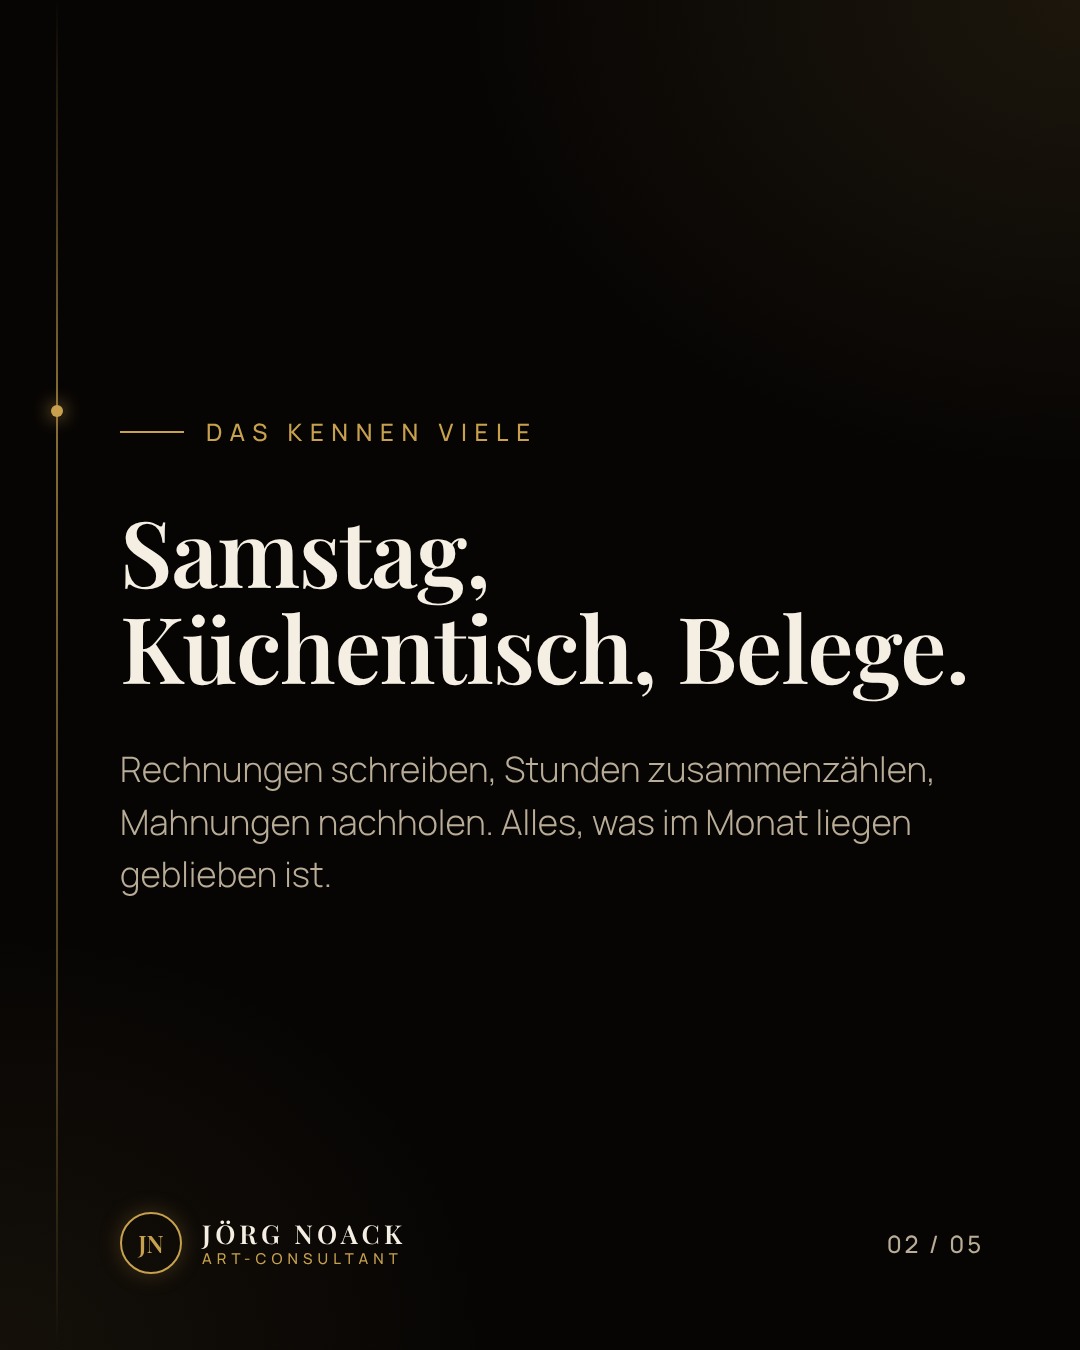 DAS KENNEN VIELE
Samstag,
Küchentisch, Belege.
Rechnungen schreiben, Stunden zusammenzählen,
Mahnungen nachholen. Alles, was im Monat liegen
geblieben ist.
JN
JÖRG NOACK
ART-CONSULTANT
02 / 05